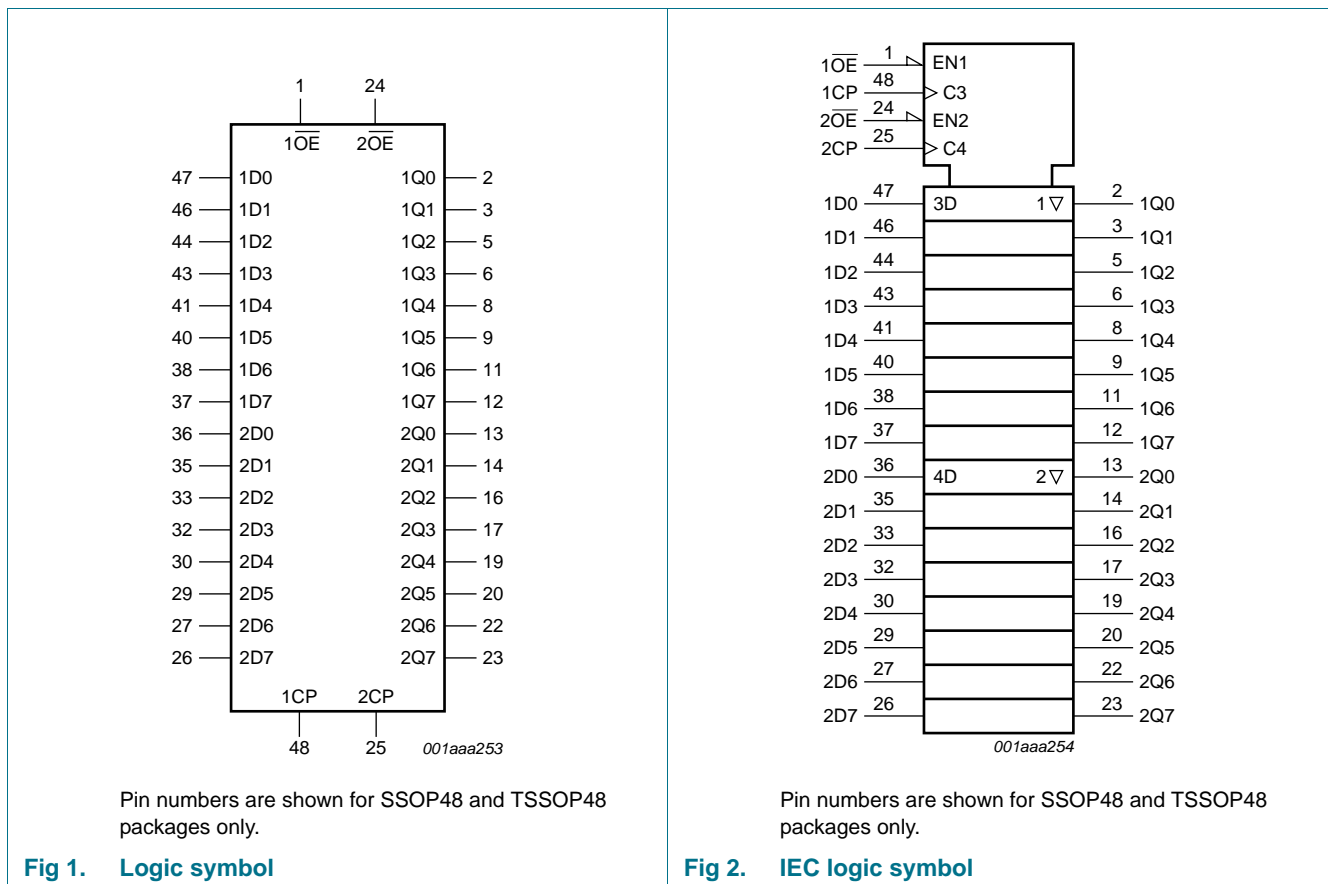 1 24
1OE 2OE
47 1D0 1Q0 2
46 1D1 1Q1 3
44 1D2 1Q2 5
43 1D3 1Q3 6
41 1D4 1Q4 8
40 1D5 1Q5 9
38 1D6 1Q6 11
37 1D7 1Q7 12
36 2D0 2Q0 13
35 2D1 2Q1 14
33 2D2 2Q2 16
32 2D3 2Q3 17
30 2D4 2Q4 19
29 2D5 2Q5 20
27 2D6 2Q6 22
26 2D7 2Q7 23
1CP 2CP
48 25 001aaa253
Pin numbers are shown for SSOP48 and TSSOP48
packages only.
Fig 1. Logic symbol
1OE 1 EN1
1CP 48 C3
2OE 24 EN2
2CP 25 C4
1D0 47 3D 1▽ 2 1Q0
1D1 46 3 1Q1
1D2 44 5 1Q2
1D3 43 6 1Q3
1D4 41 8 1Q4
1D5 40 9 1Q5
1D6 38 11 1Q6
1D7 37 12 1Q7
2D0 36 4D 2▽ 13 2Q0
2D1 35 14 2Q1
2D2 33 16 2Q2
2D3 32 17 2Q3
2D4 30 19 2Q4
2D5 29 20 2Q5
2D6 27 22 2Q6
2D7 26 23 2Q7
001aaa254
Pin numbers are shown for SSOP48 and TSSOP48
packages only.
Fig 2. IEC logic symbol